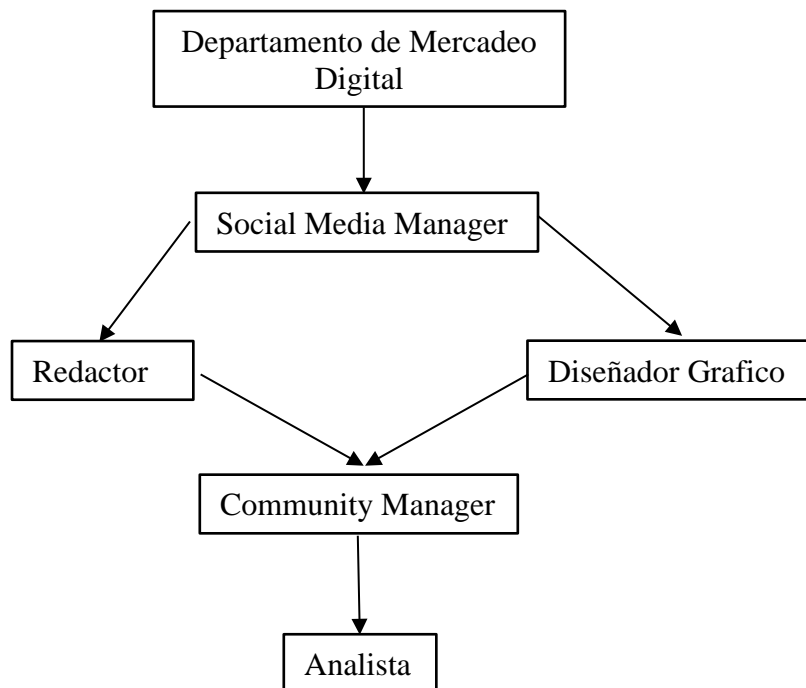 Departamento de Mercadeo
Digital
Social Media Manager
Redactor
Diseñador Grafico
Community Manager
Analista